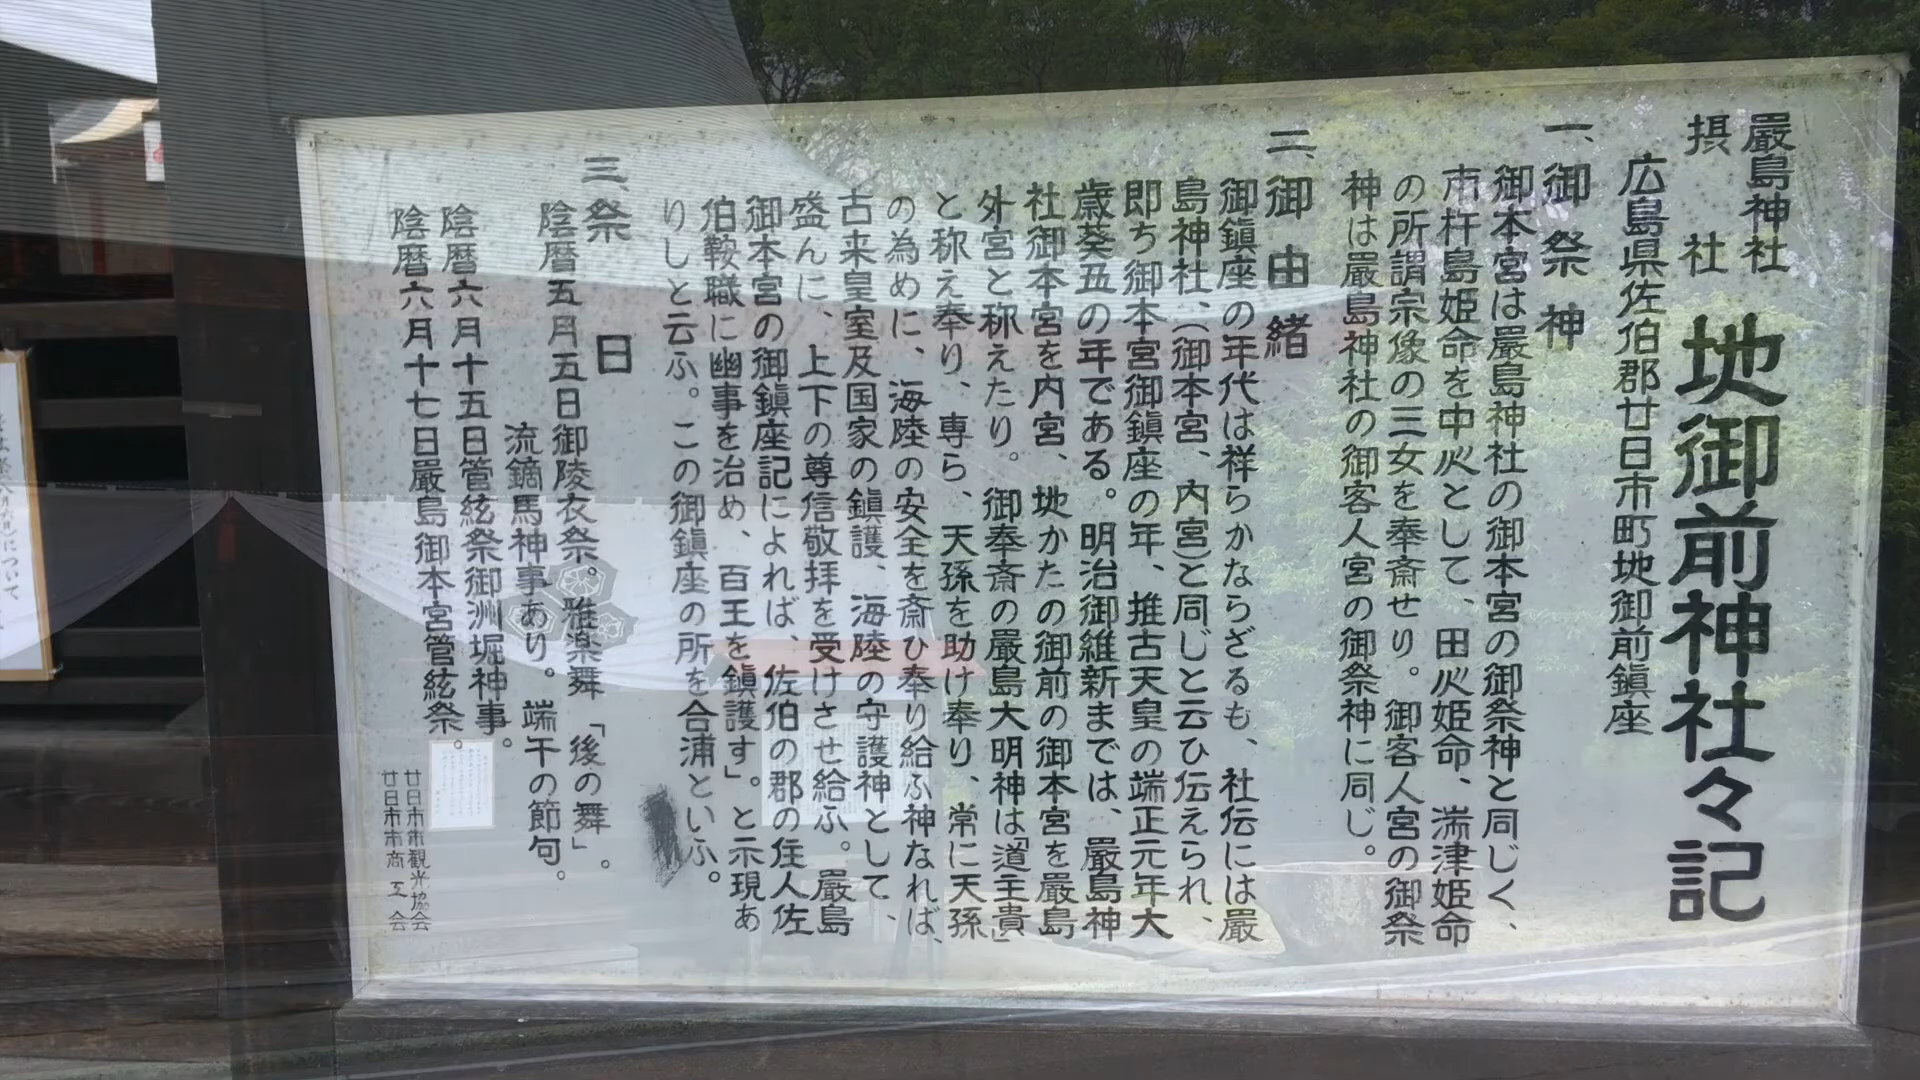 嚴島神社
摂社
地御前神社々記
広島県佐伯郡廿日市町地御前鎮座
一、御祭神
御本宮は嚴島神社の御本宮の御祭神と同じく、
市杵島姫命を中心として、田心姫命、湍津姫命
の所謂宗像の三女を奉斎せり。御客人宮の御祭
神は嚴島神社の御客人宮の御祭神に同じ。
二、御由緒
御鎮座の年代は祥らかならざるも、社伝には嚴
島神社、(御本宮、内宮)と同じと云ひ伝えられ、
即ち御本宮御鎮座の年、推古天皇の端正元年大
歳葵丑の年である。明治御維新までは、嚴島神
社御本宮を内宮、地かたの御前の御本宮を嚴島
外宮と称えたり。御奉斎の嚴島大明神は「道主貴」
と称え奉り、専ら、天孫を助け奉り、常に天孫
の為めに、海陸の安全を斎ひ奉り給ふ神なれば、
古来皇室及国家の鎮護、海陸の守護神として、
盛んに、上下の尊信敬拝を受けさせ給ふ。嚴島
御本宮の御鎮座記によれば、佐伯の郡の住人佐
伯鞍職に幽事を治め、百王を鎮護す」。と示現あ
りしと云ふ。この御鎮座の所を合浦といふ。
三、祭日
陰暦五月五日御陵衣祭。雅楽舞「後の舞」。
流鏑馬神事あり。端午の節句。
陰暦六月十五日管絃祭御洲堀神事。
陰暦六月十七日嚴島御本宮管絃祭。
廿日市市観光協会
廿日市市商工会